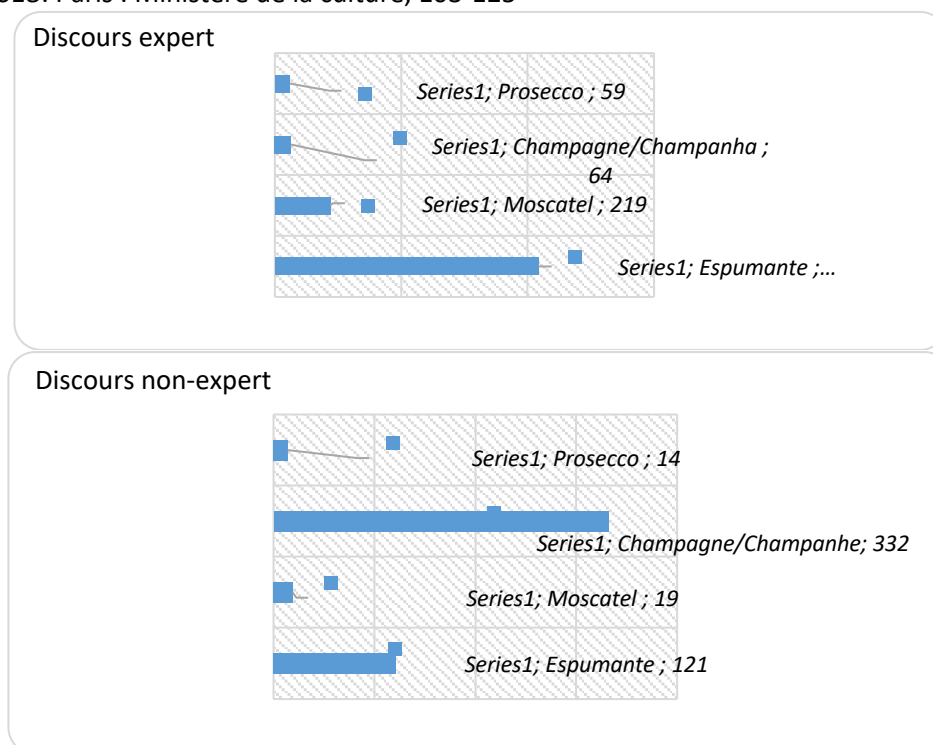 Discours expert
Series1; Prosecco ; 59
Series1; Champagne/Champanha ;
64
Series1; Moscatel ; 219
Series1; Espumante ;...
Discours non-expert
Series1; Prosecco ; 14
Series1; Champagne/Champanhe; 332
Series1; Moscatel ; 19
Series1; Espumante ; 121